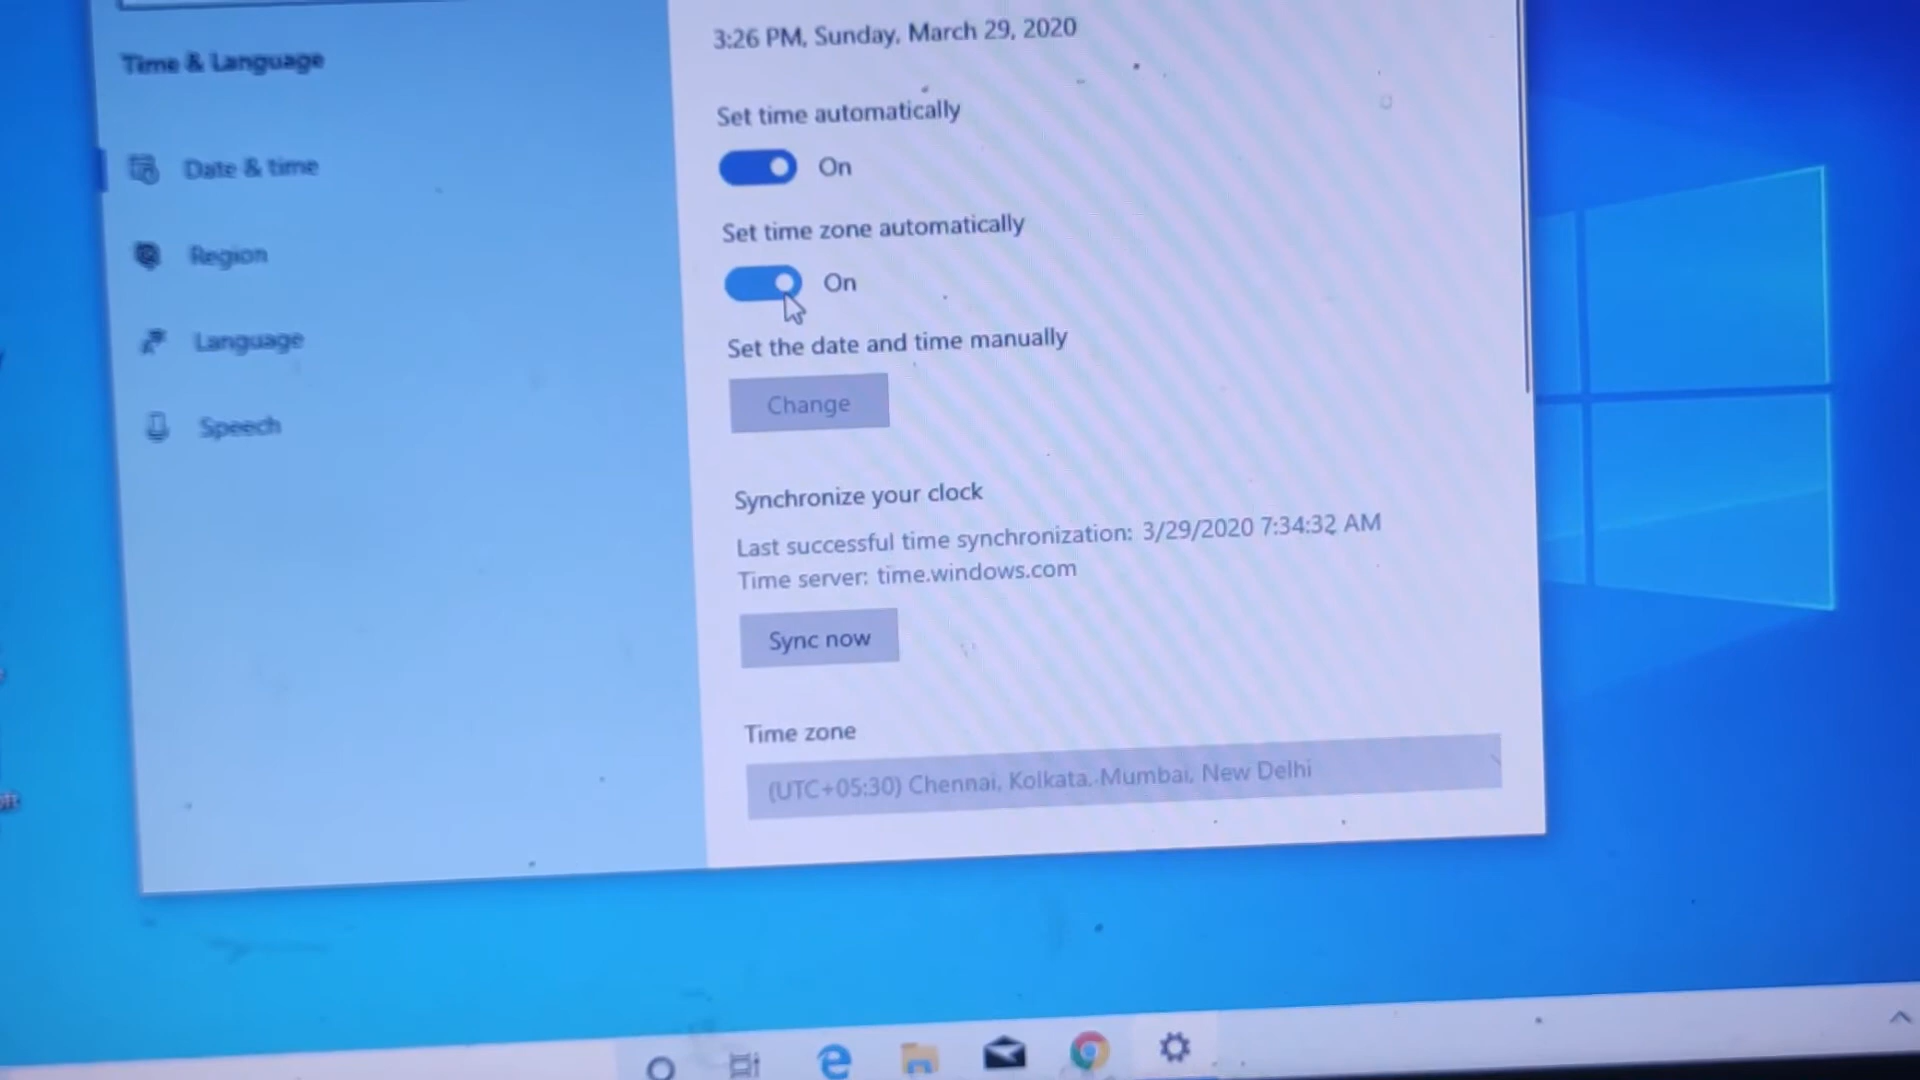 3:26 PM, Sunday, March 29, 2020
Time & Language
Set time automatically
On
Date & time
Set time zone automatically
On
Region
Set the date and time manually
Language
Change
Speech
Synchronize your clock
Last successful time synchronization: 3/29/2020 7:34:32 AM
Time server: time.windows.com
Sync now
Time zone
(UTC+05:30) Chennai, Kolkata, Mumbai, New Delhi